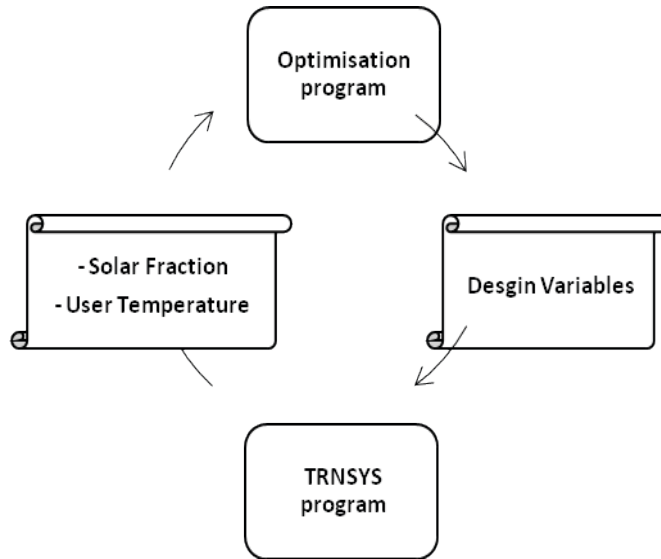 Optimisation
program
- Solar Fraction
- User Temperature
Desgin Variables
TRNSYS
program